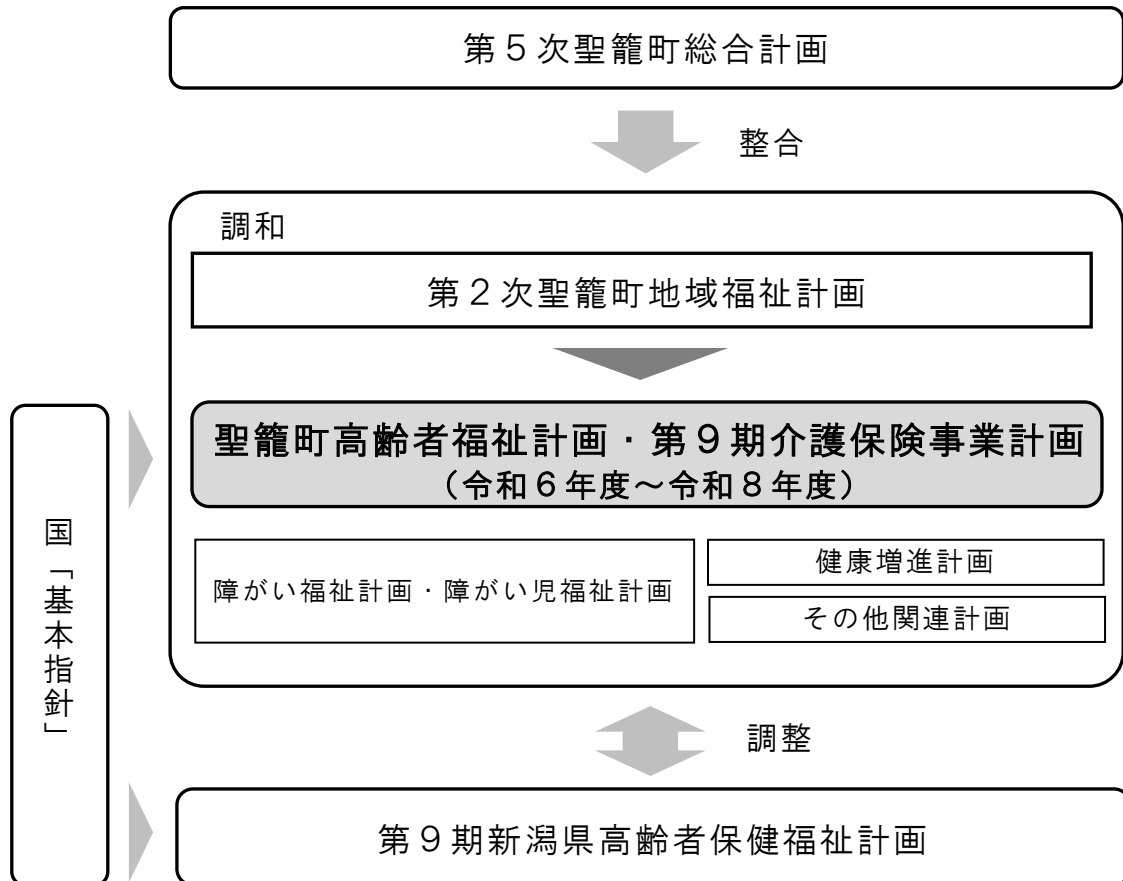 第５次聖籠町総合計画
整合
調和
第２次聖籠町地域福祉計画
聖籠町高齢者福祉計画・第９期介護保険事業計画
（令和６年度～令和８年度）
障がい福祉計画・障がい児福祉計画
健康増進計画
その他関連計画
国「基本指針」
調整
第９期新潟県高齢者保健福祉計画